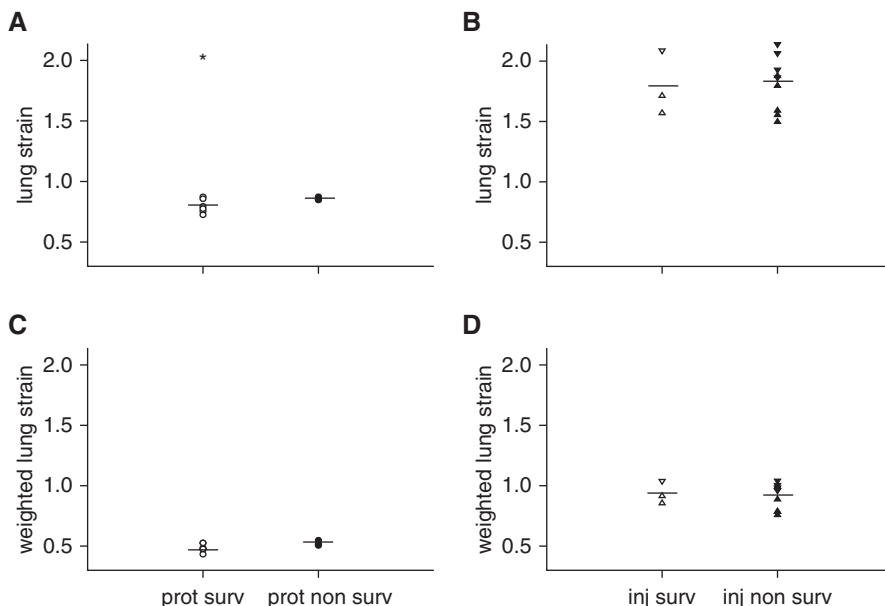 A
lung strain
2.0
1.5
1.0
0.5
*
B
lung strain
2.0
1.5
1.0
0.5
C
weighted lung strain
2.0
1.5
1.0
0.5
prot surv
prot non surv
D
weighted lung strain
2.0
1.5
1.0
0.5
inj surv
inj non surv